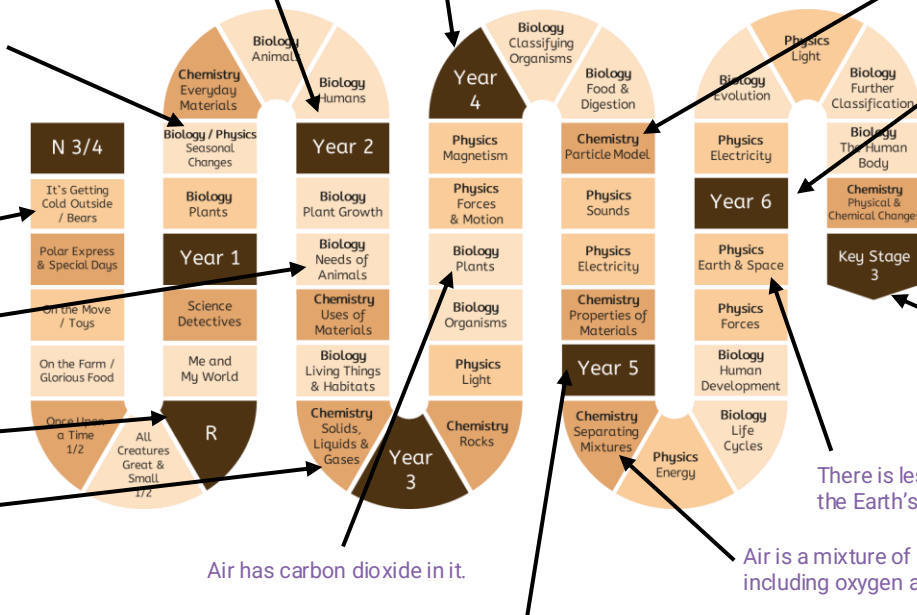 N 3/4
It's Getting
Cold Outside
/ Bears
Polar Express
& Special Days
On the Move
/ Toys
On the Farm /
Glorious Food
Once Upon
a Time
1/2
All
Creatures
Great &
Small
1/2
R
Me and
My World
Science
Detectives
Year 1
Biology
Plants
Biology / Physics
Seasonal
Changes
Chemistry
Everyday
Materials
Biology
Animals
Biology
Humans
Year 2
Biology
Plant Growth
Biology
Needs of
Animals
Chemistry
Uses of
Materials
Biology
Living Things
& Habitats
Chemistry
Solids,
Liquids &
Gases
Year
3
Chemistry
Rocks
Physics
Light
Biology
Organisms
Biology
Plants
Physics
Forces
& Motion
Physics
Magnetism
Year
4
Biology
Classifying
Organisms
Biology
Food &
Digestion
Chemistry
Particle Model
Physics
Sounds
Physics
Electricity
Chemistry
Properties of
Materials
Year 5
Chemistry
Separating
Mixtures
Physics
Energy
Biology
Life
Cycles
Biology
Human
Development
Physics
Forces
Physics
Earth & Space
Year 6
Physics
Electricity
Biology
Evolution
Physics
Light
Biology
Further
Classification
Biology
The Human
Body
Chemistry
Physical &
Chemical Changes
Key Stage
3
Air has carbon dioxide in it.
There is
the Earth's
Air is a mixture of
including oxygen